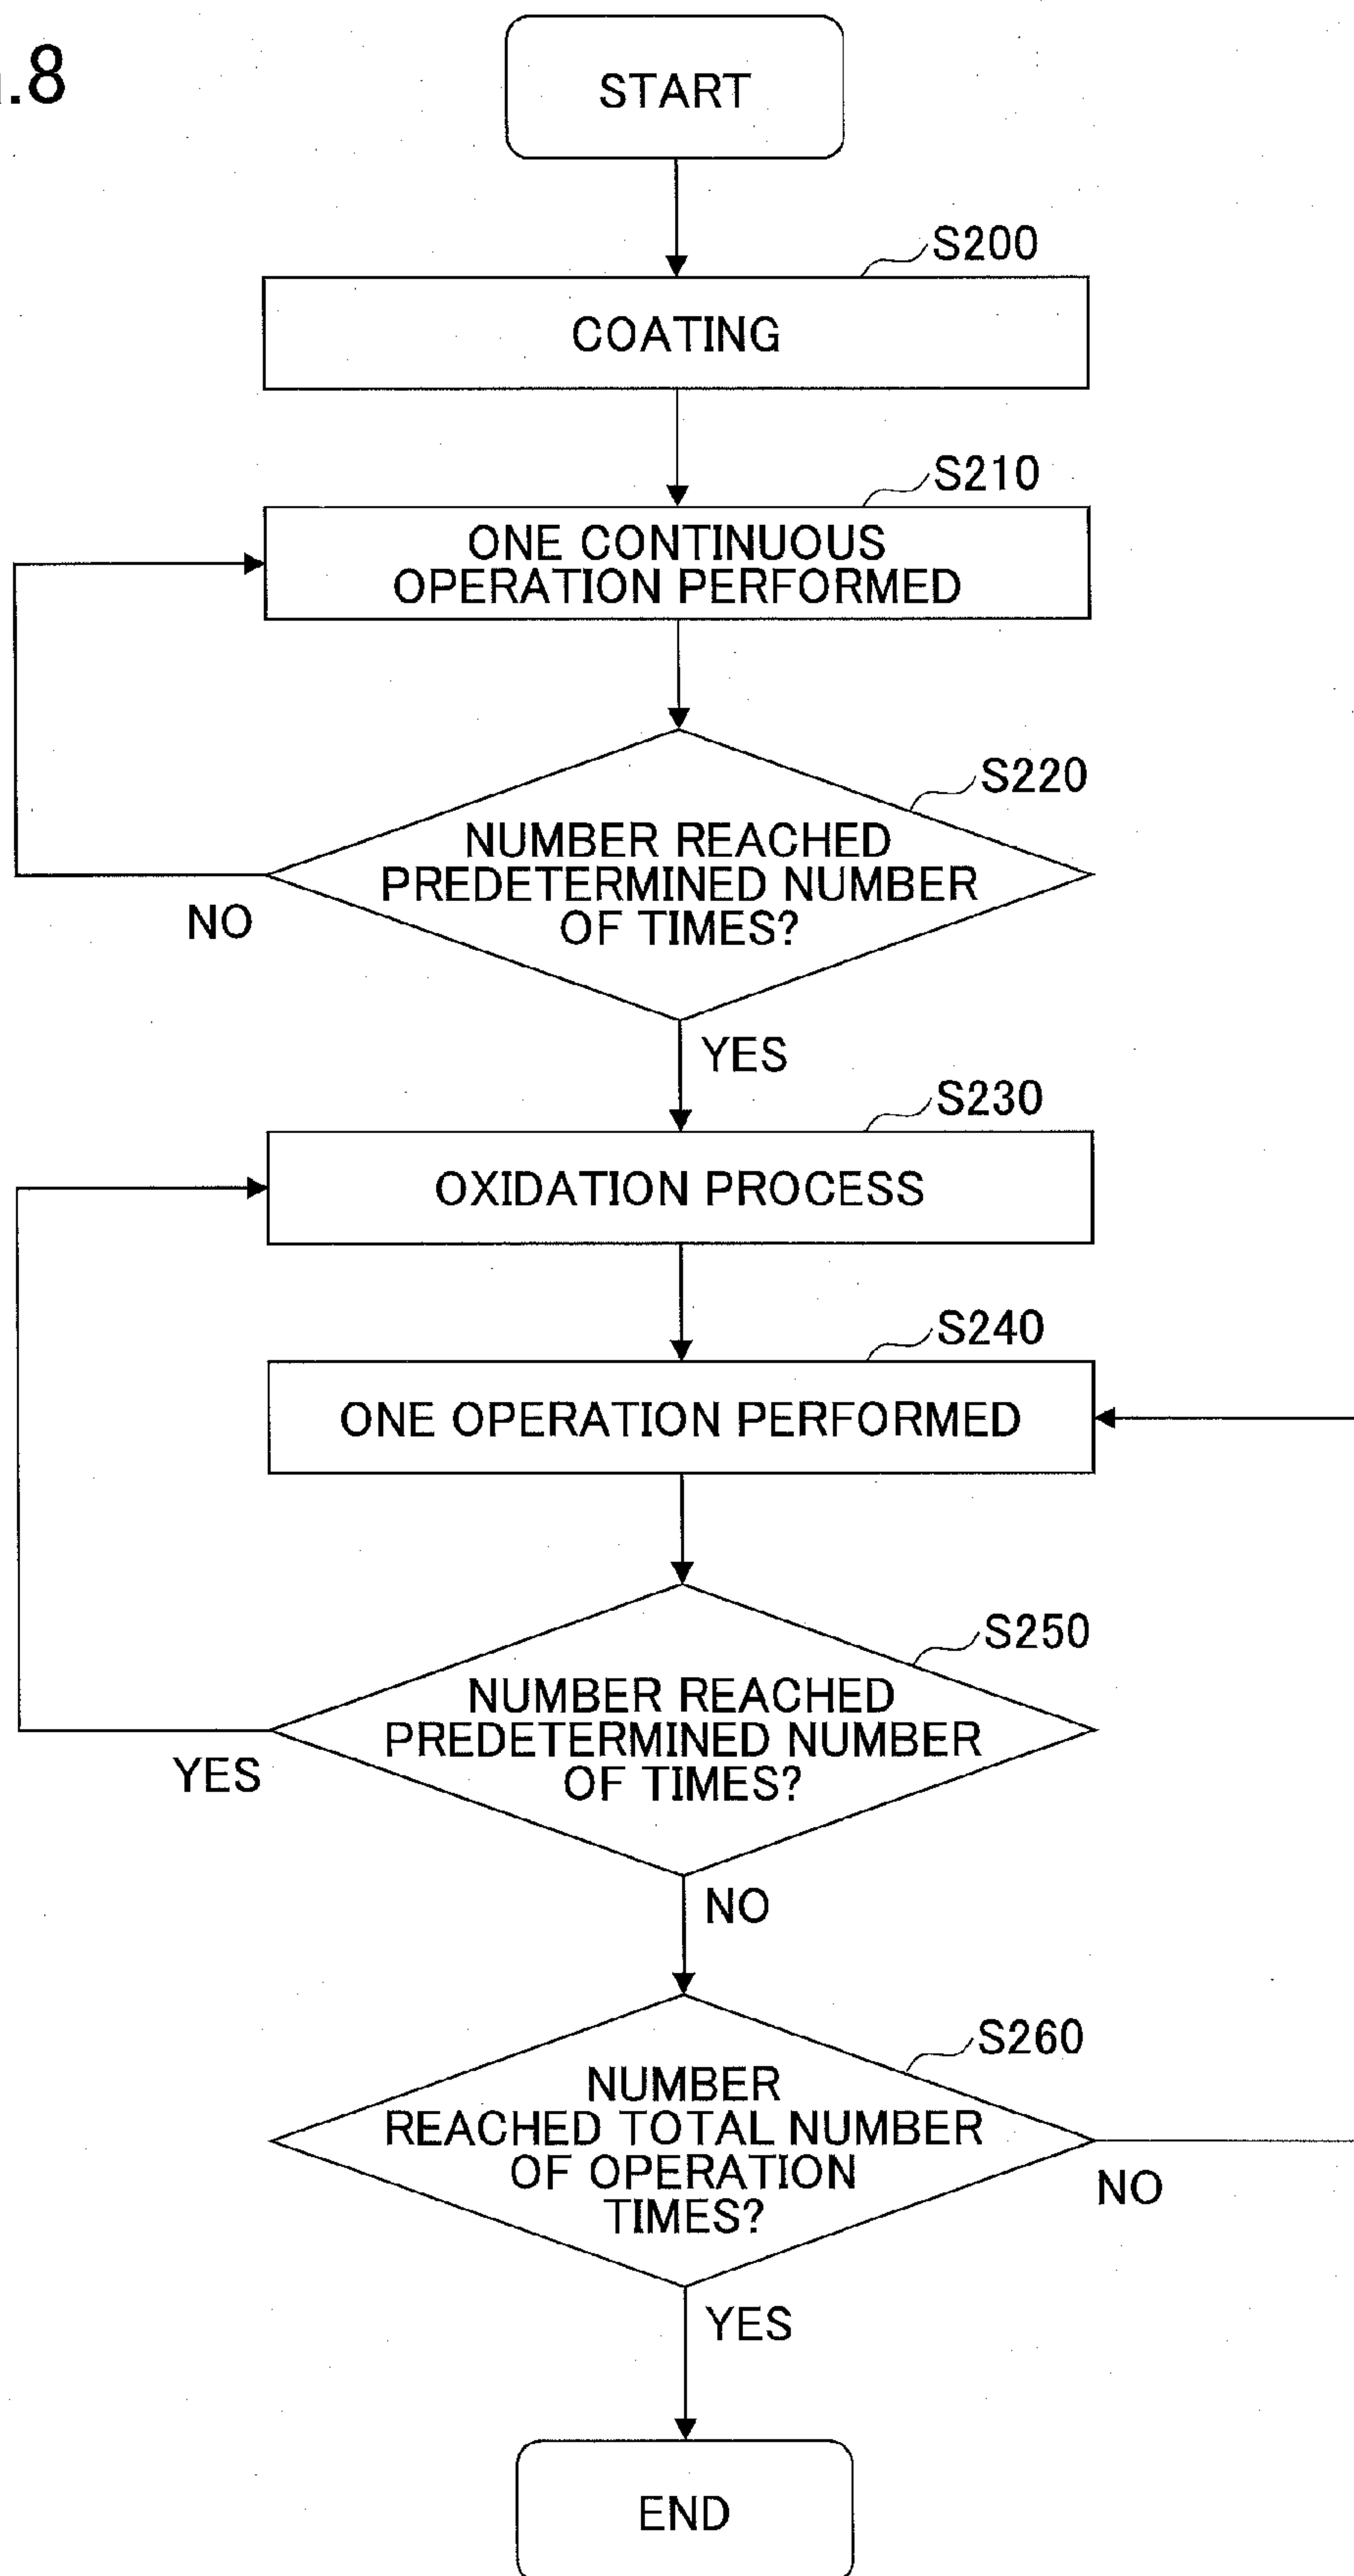 .8
START
S200
COATING
S210
ONE CONTINUOUS
OPERATION PERFORMED
S220
NUMBER REACHED
PREDETERMINED NUMBER
OF TIMES?
NO
YES
S230
OXIDATION PROCESS
S240
ONE OPERATION PERFORMED
S250
NUMBER REACHED
PREDETERMINED NUMBER
OF TIMES?
YES
NO
S260
NUMBER
REACHED TOTAL NUMBER
OF OPERATION
TIMES?
NO
YES
END